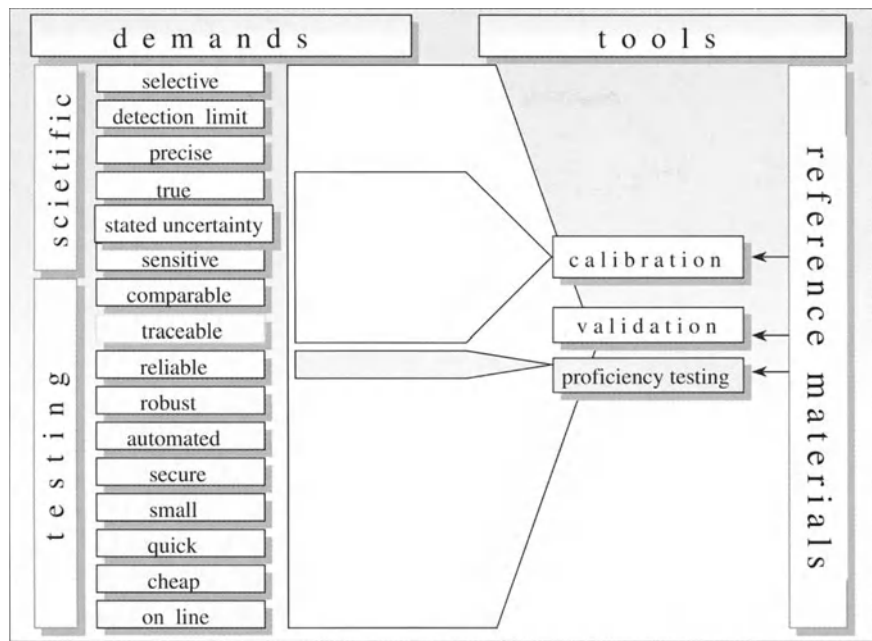 demands
tools
scietific
selective
detection limit
precise
true
stated uncertainty
sensitive
testing
comparable
traceable
reliable
robust
automated
secure
small
quick
cheap
on line
calibration
validation
proficiency testing
reference materials